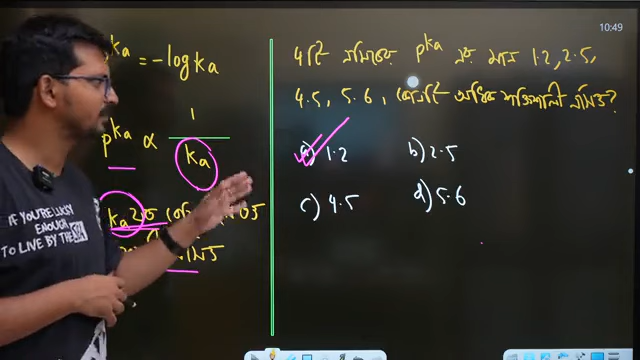 10:49
pᵏᵃ = -log ka
pᵏᵃ ∝ 1/ka
৪টি এসিডের pᵏᵃ এর মান 1.2, 2.5,
4.5, 5.6, কোনটি অধিক শক্তিশালী এসিড?
a) 1.2 b) 2.5
c) 4.5 d) 5.6
IF YOU'RE LUCKY
ENOUGH
TO LIVE BY THE SEA